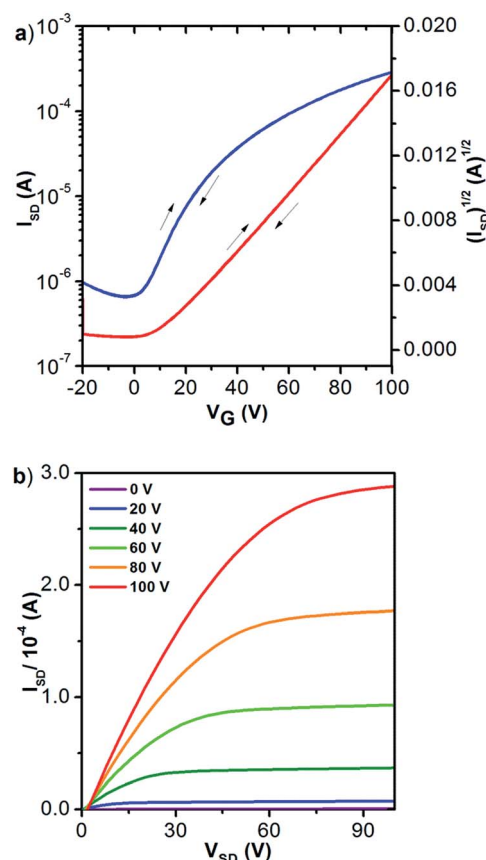 a)
10⁻³
10⁻⁴
10⁻⁵
10⁻⁶
10⁻⁷
I_SD (A)
0.020
0.016
0.012
0.008
0.004
0.000
(I_SD)^1/2 (A)^1/2
-20 0 20 40 60 80 100
V_G (V)
b)
3.0
2.0
1.0
0.0
I_SD/ 10⁻⁴ (A)
0 V
20 V
40 V
60 V
80 V
100 V
0 30 60 90
V_SD (V)